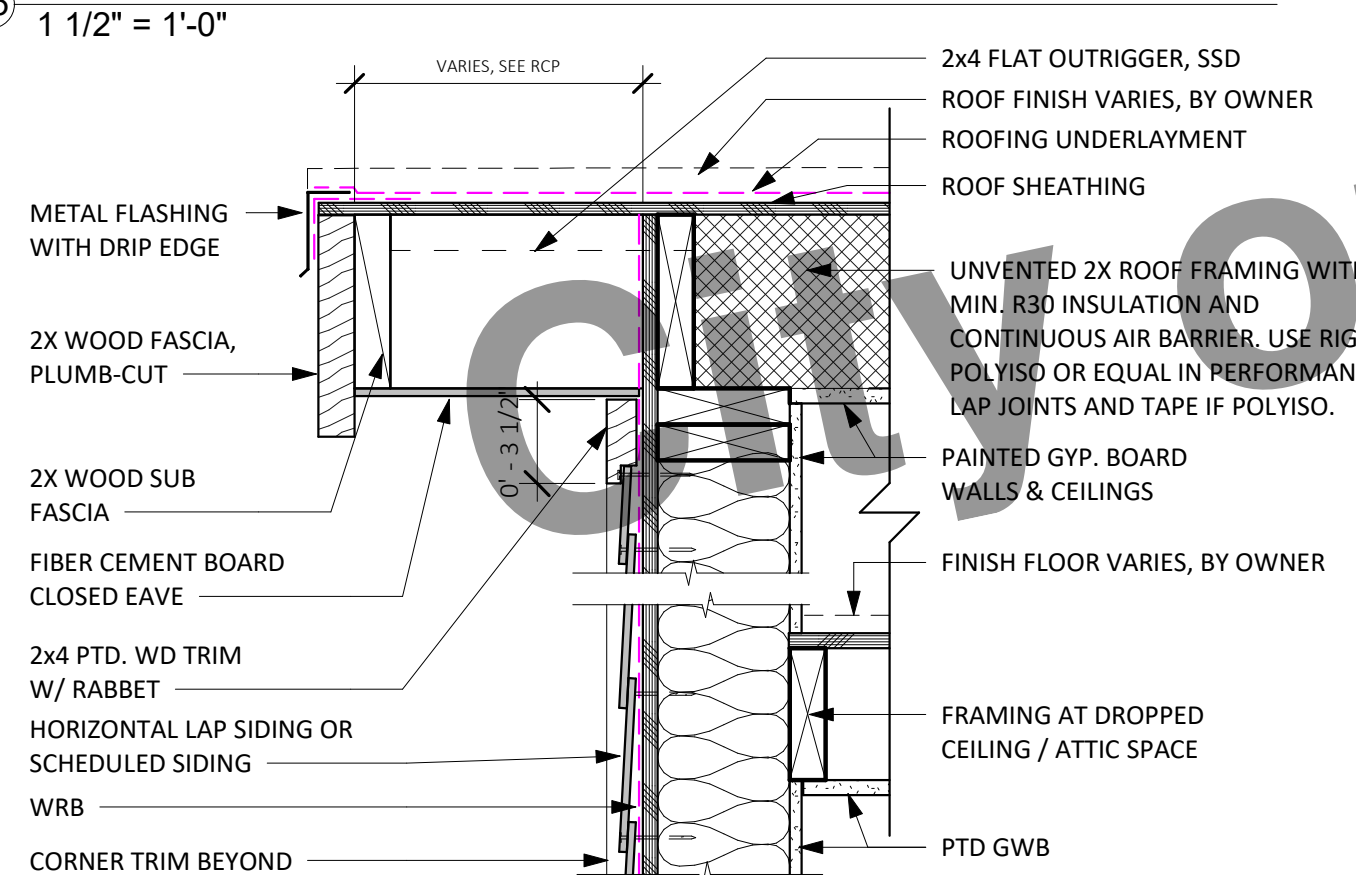 1 1/2" = 1'-0"
VARIES, SEE RCP
2x4 FLAT OUTRIGGER, SSD
ROOF FINISH VARIES, BY OWNER
ROOFING UNDERLAYMENT
ROOF SHEATHING
METAL FLASHING
WITH DRIP EDGE
UNVENTED 2X ROOF FRAMING WITH
MIN. R30 INSULATION AND
CONTINUOUS AIR BARRIER. USE RIG
POLYISO OR EQUAL IN PERFORMAN
LAP JOINTS AND TAPE IF POLYISO.
2X WOOD FASCIA,
PLUMB-CUT
0' - 3 1/2"
PAINTED GYP. BOARD
WALLS & CEILINGS
2X WOOD SUB
FASCIA
FIBER CEMENT BOARD
CLOSED EAVE
FINISH FLOOR VARIES, BY OWNER
2x4 PTD. WD TRIM
W/ RABBET
HORIZONTAL LAP SIDING OR
SCHEDULED SIDING
FRAMING AT DROPPED
CEILING / ATTIC SPACE
WRB
CORNER TRIM BEYOND
PTD GWB
City o